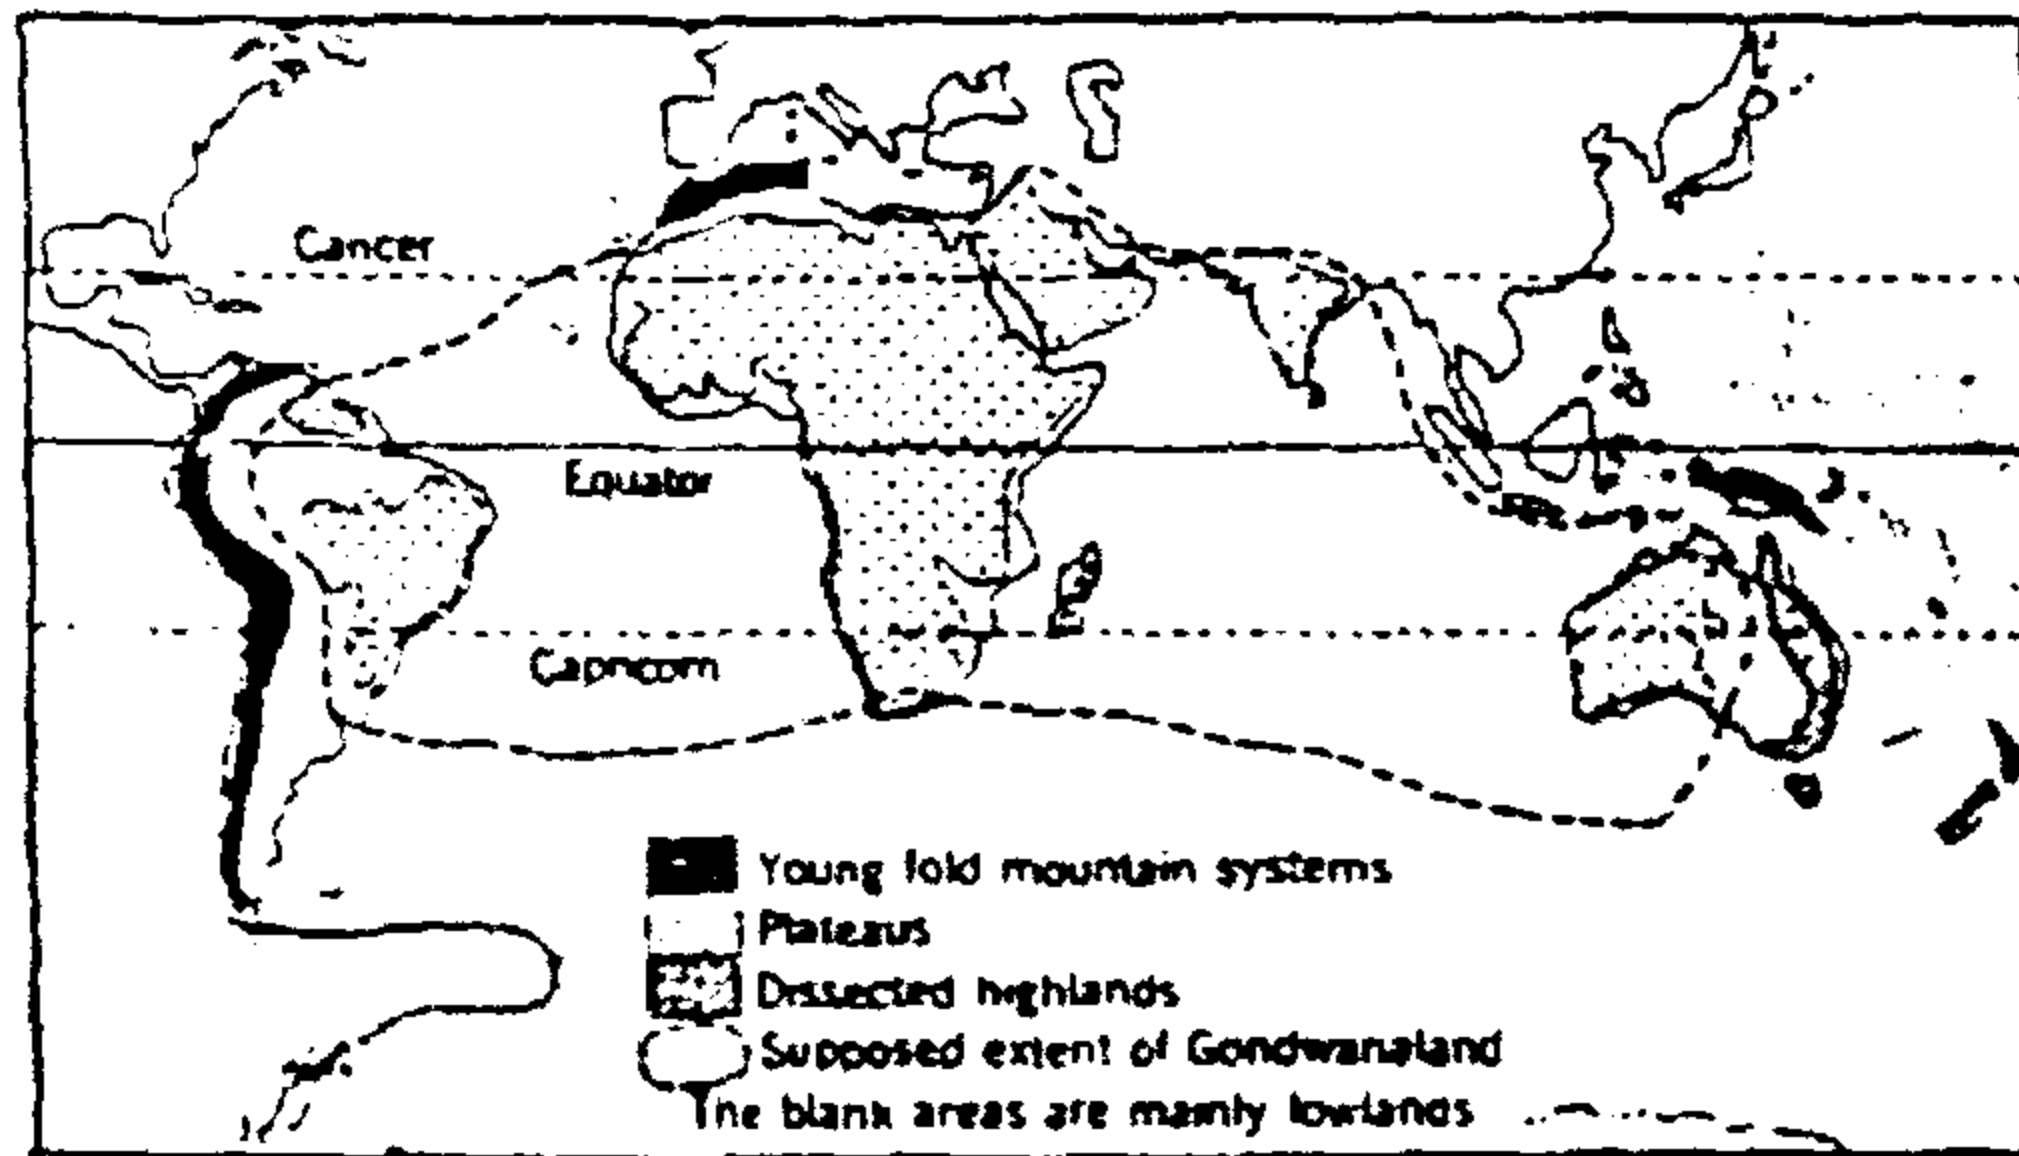 Cancer
Equator
Capricorn
Young fold mountain systems
Plateaus
Dissected highlands
Supposed extent of Gondwanaland
The blank areas are mainly lowlands